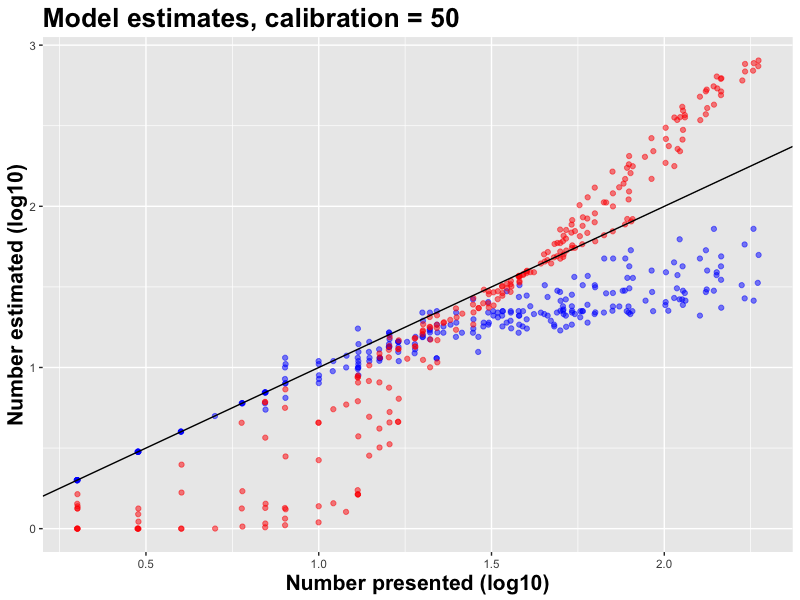 Model estimates, calibration = 50
Number estimated (log10)
3
2
1
0
0.5
1.0
1.5
2.0
Number presented (log10)